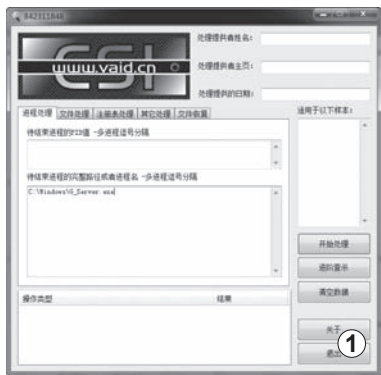 842311848
CSI
www.vaid.cn
处理提供者姓名:
处理提供者主页:
处理提供的日期:
进程处理 文件处理 注册表处理 其它处理 文件恢复
适用于以下样本:
待结束进程的PID值 -多进程逗号分隔
待结束进程的完整路径或者进程名 -多进程逗号分隔
C:\Windows\G_Server.exe
开始处理
进阶宣示
清空数据
操作类型 结果
关于
退出
①